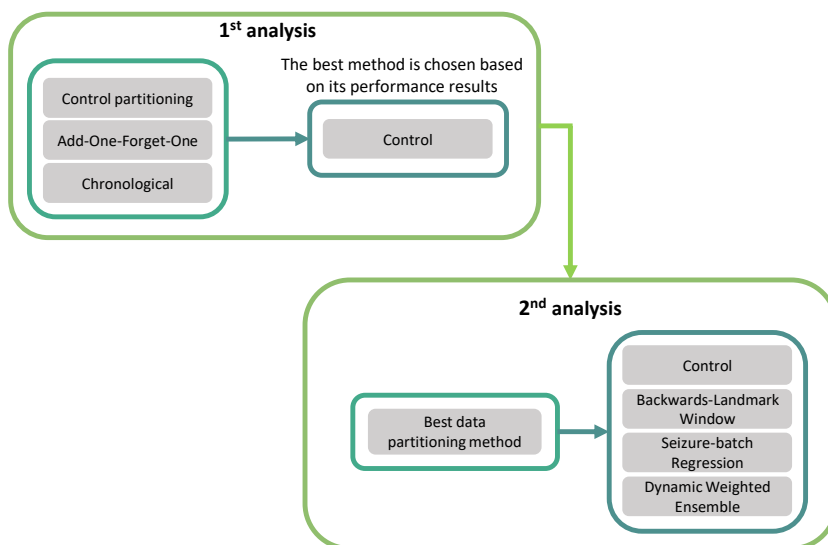 1st analysis
The best method is chosen based
on its performance results
Control partitioning
Add-One-Forget-One
Chronological
Control
2nd analysis
Best data
partitioning method
Control
Backwards-Landmark
Window
Seizure-batch
Regression
Dynamic Weighted
Ensemble